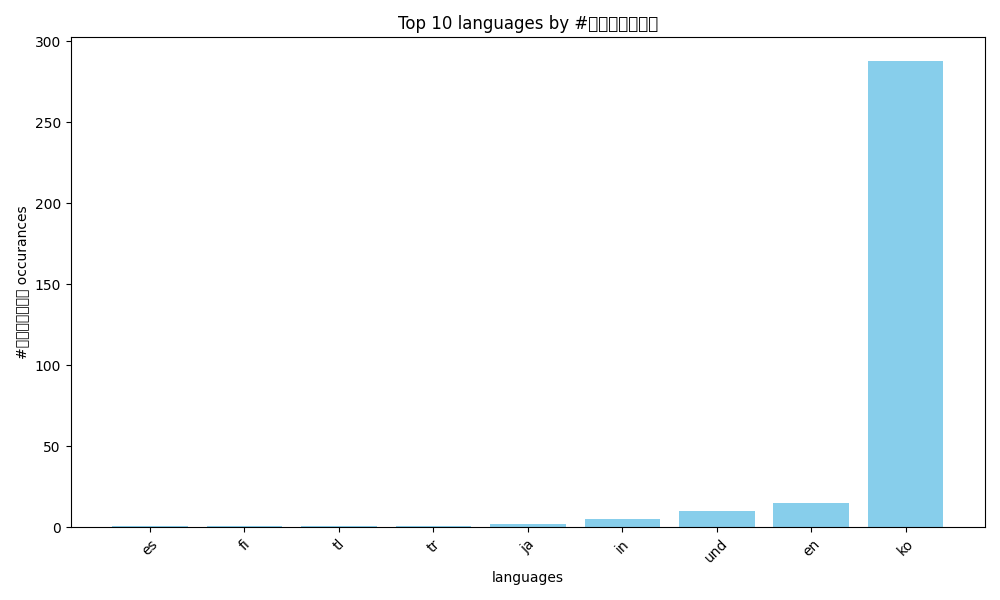 Top 10 languages by #
300
250
200
150
100
50
0
# occurances
es
fi
tl
tr
ja
in
und
en
ko
languages